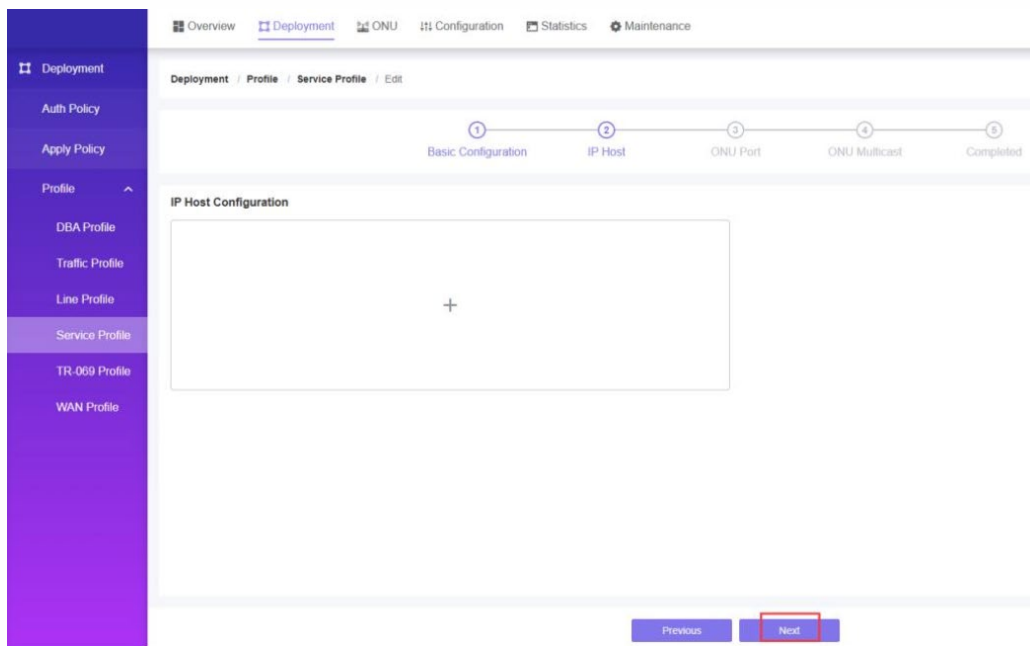 Overview Deployment ONU Configuration Statistics Maintenance
Deployment
Auth Policy
Apply Policy
Profile
DBA Profile
Traffic Profile
Line Profile
Service Profile
TR-069 Profile
WAN Profile
Deployment / Profile / Service Profile / Edit
1 2 3 4 5
Basic Configuration IP Host ONU Port ONU Multicast Completed
IP Host Configuration
+
Previous Next